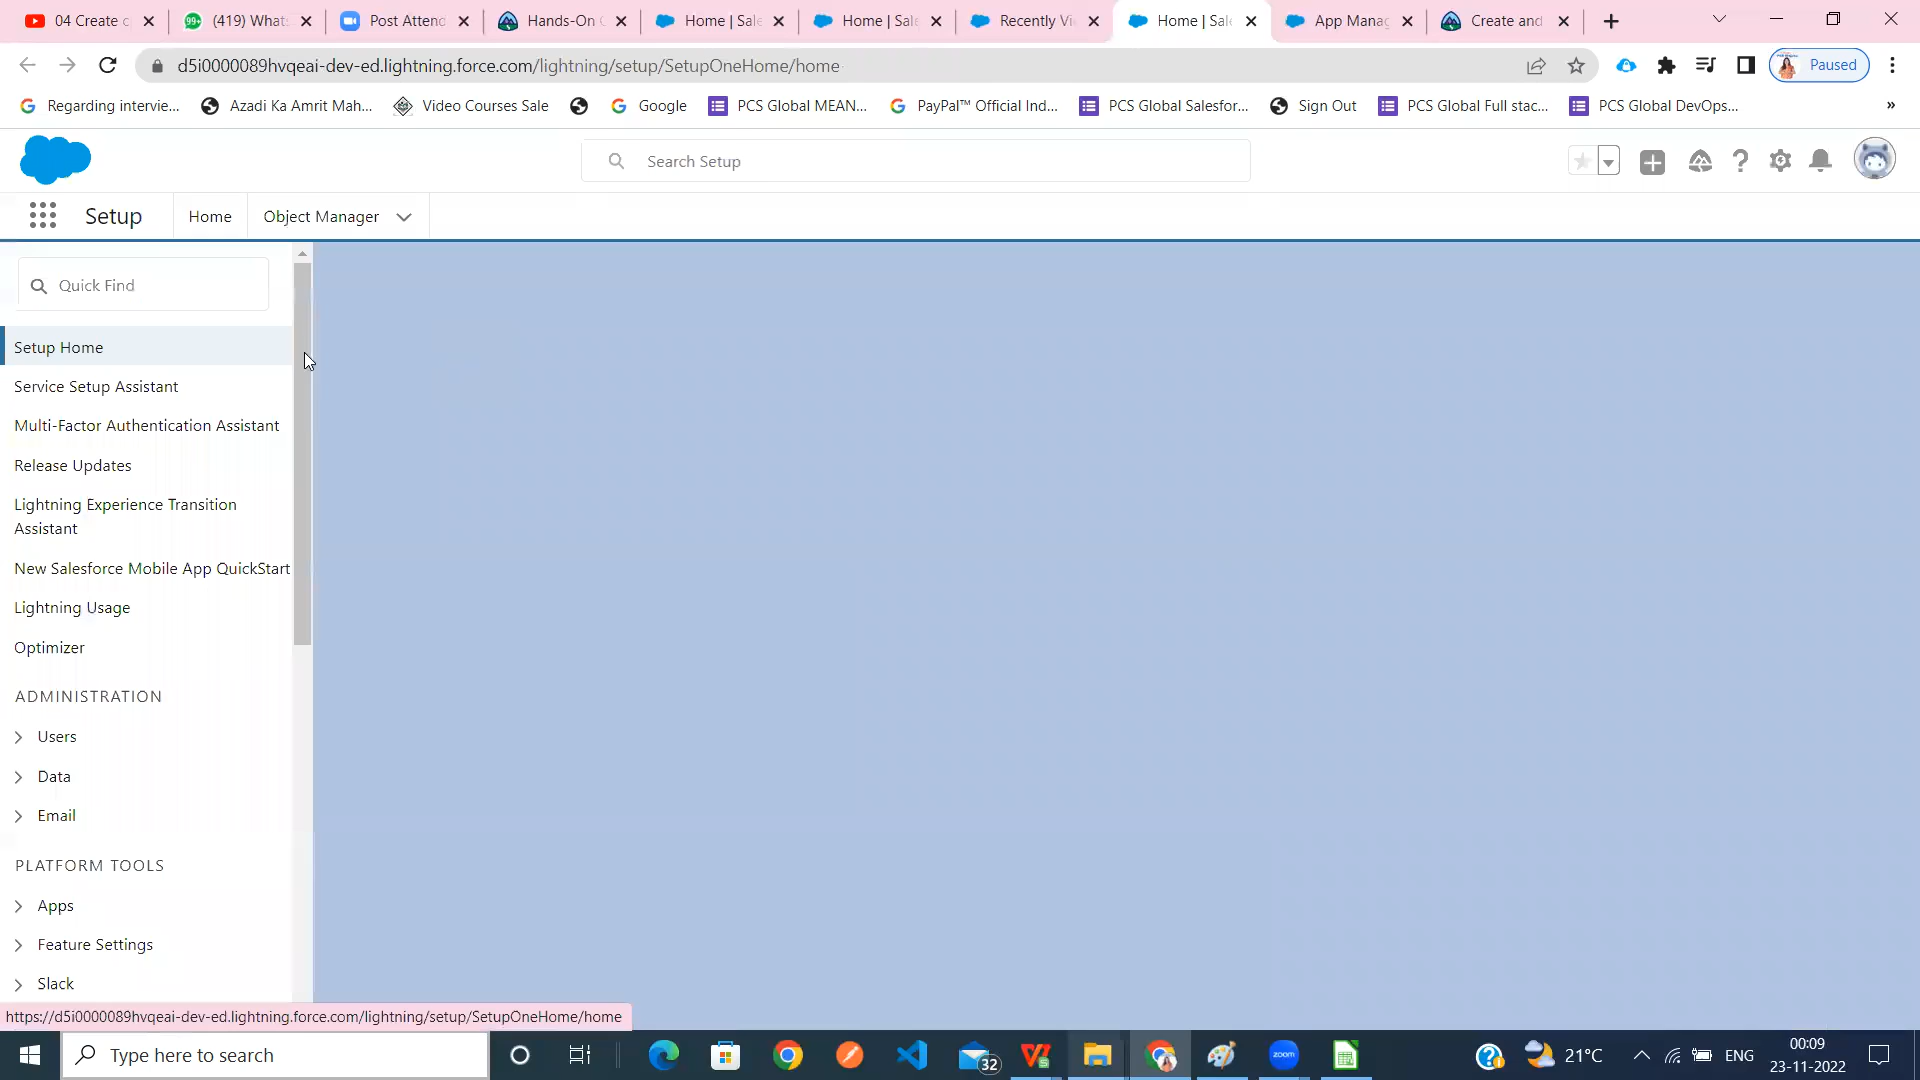 04 Create c
(419) Whats
Post Attend
Hands-On C
Home | Sale
Home | Sale
Recently Vi
Home | Sale
App Manag
Create and
d5i0000089hvqeai-dev-ed.lightning.force.com/lightning/setup/SetupOneHome/home
Paused
Regarding intervie...
Azadi Ka Amrit Mah...
Video Courses Sale
Google
PCS Global MEAN...
PayPal™ Official Ind...
PCS Global Salesfor...
Sign Out
PCS Global Full stac...
PCS Global DevOps...
»
Search Setup
Setup
Home
Object Manager
Quick Find
Setup Home
Service Setup Assistant
Multi-Factor Authentication Assistant
Release Updates
Lightning Experience Transition
Assistant
New Salesforce Mobile App QuickStart
Lightning Usage
Optimizer
ADMINISTRATION
Users
Data
Email
PLATFORM TOOLS
Apps
Feature Settings
Slack
https://d5i0000089hvqeai-dev-ed.lightning.force.com/lightning/setup/SetupOneHome/home
Type here to search
32
zoom
21°C
ENG
00:09
23-11-2022